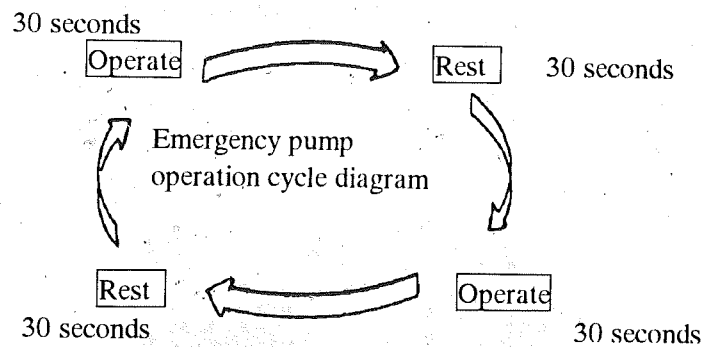 30 seconds
Operate
Rest
30 seconds
Emergency pump
operation cycle diagram
Rest
Operate
30 seconds
30 seconds